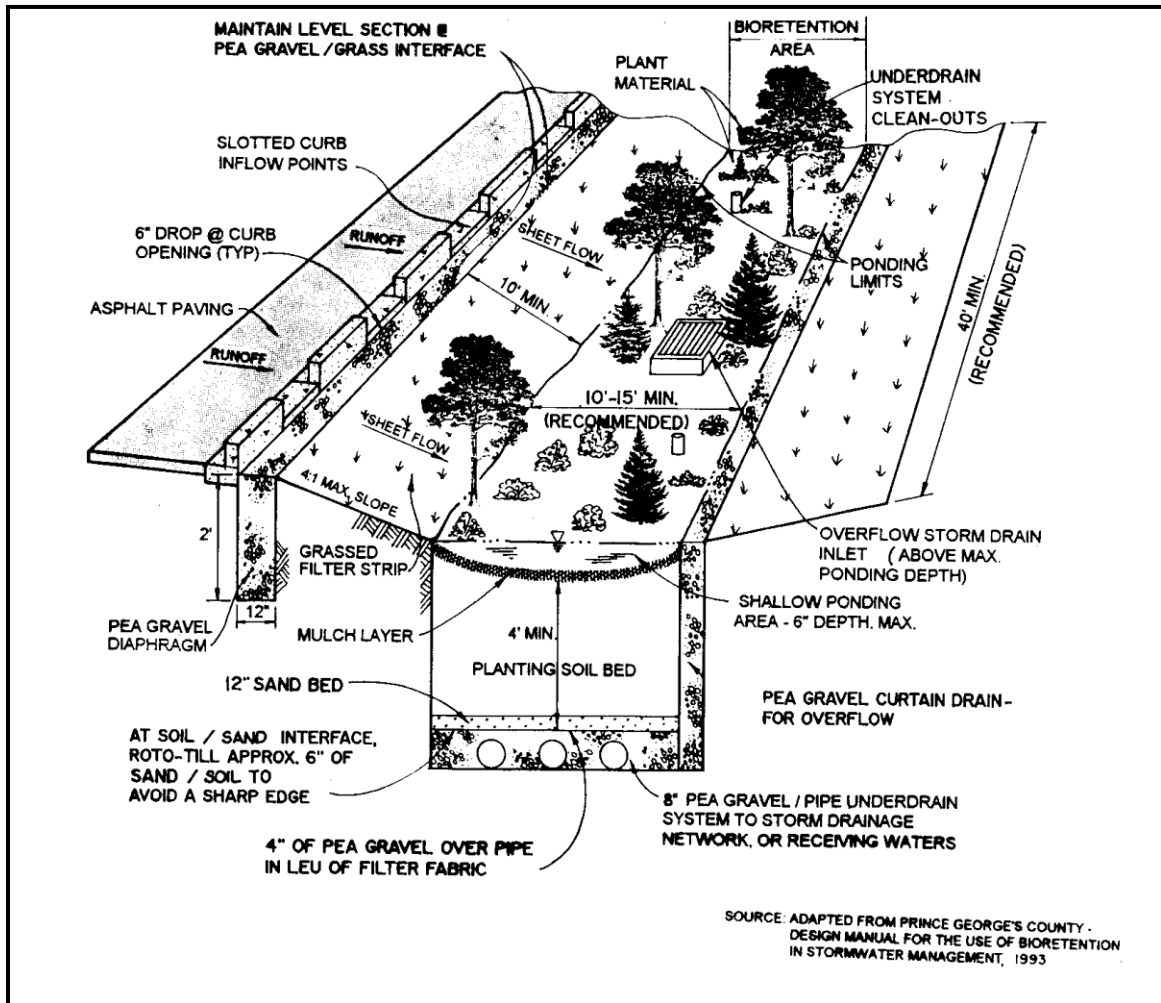 MAINTAIN LEVEL SECTION @
PEA GRAVEL / GRASS INTERFACE
BIORETENTION
AREA
PLANT
MATERIAL
UNDERDRAIN
SYSTEM
CLEAN-OUTS
SLOTTED CURB
INFLOW POINTS
6" DROP @ CURB
OPENING (TYP)
RUNOFF
SHEET FLOW
PONDING
LIMITS
10' MIN.
40' MIN.
(RECOMMENDED)
ASPHALT PAVING
RUNOFF
10'-15' MIN.
(RECOMMENDED)
SHEET FLOW
4:1 MAX. SLOPE
2'
GRASSED
FILTER STRIP
OVERFLOW STORM DRAIN
INLET ( ABOVE MAX.
PONDING DEPTH)
12"
PEA GRAVEL
DIAPHRAGM
MULCH LAYER
4' MIN.
SHALLOW PONDING
AREA - 6" DEPTH. MAX.
PLANTING SOIL BED
12" SAND BED
PEA GRAVEL CURTAIN DRAIN-
FOR OVERFLOW
AT SOIL / SAND INTERFACE,
ROTO-TILL APPROX. 6" OF
SAND / SOIL TO
AVOID A SHARP EDGE
8" PEA GRAVEL / PIPE UNDERDRAIN
SYSTEM TO STORM DRAINAGE
NETWORK, OR RECEIVING WATERS
4" OF PEA GRAVEL OVER PIPE
IN LEU OF FILTER FABRIC
SOURCE: ADAPTED FROM PRINCE GEORGE'S COUNTY -
DESIGN MANUAL FOR THE USE OF BIORETENTION
IN STORMWATER MANAGEMENT, 1993